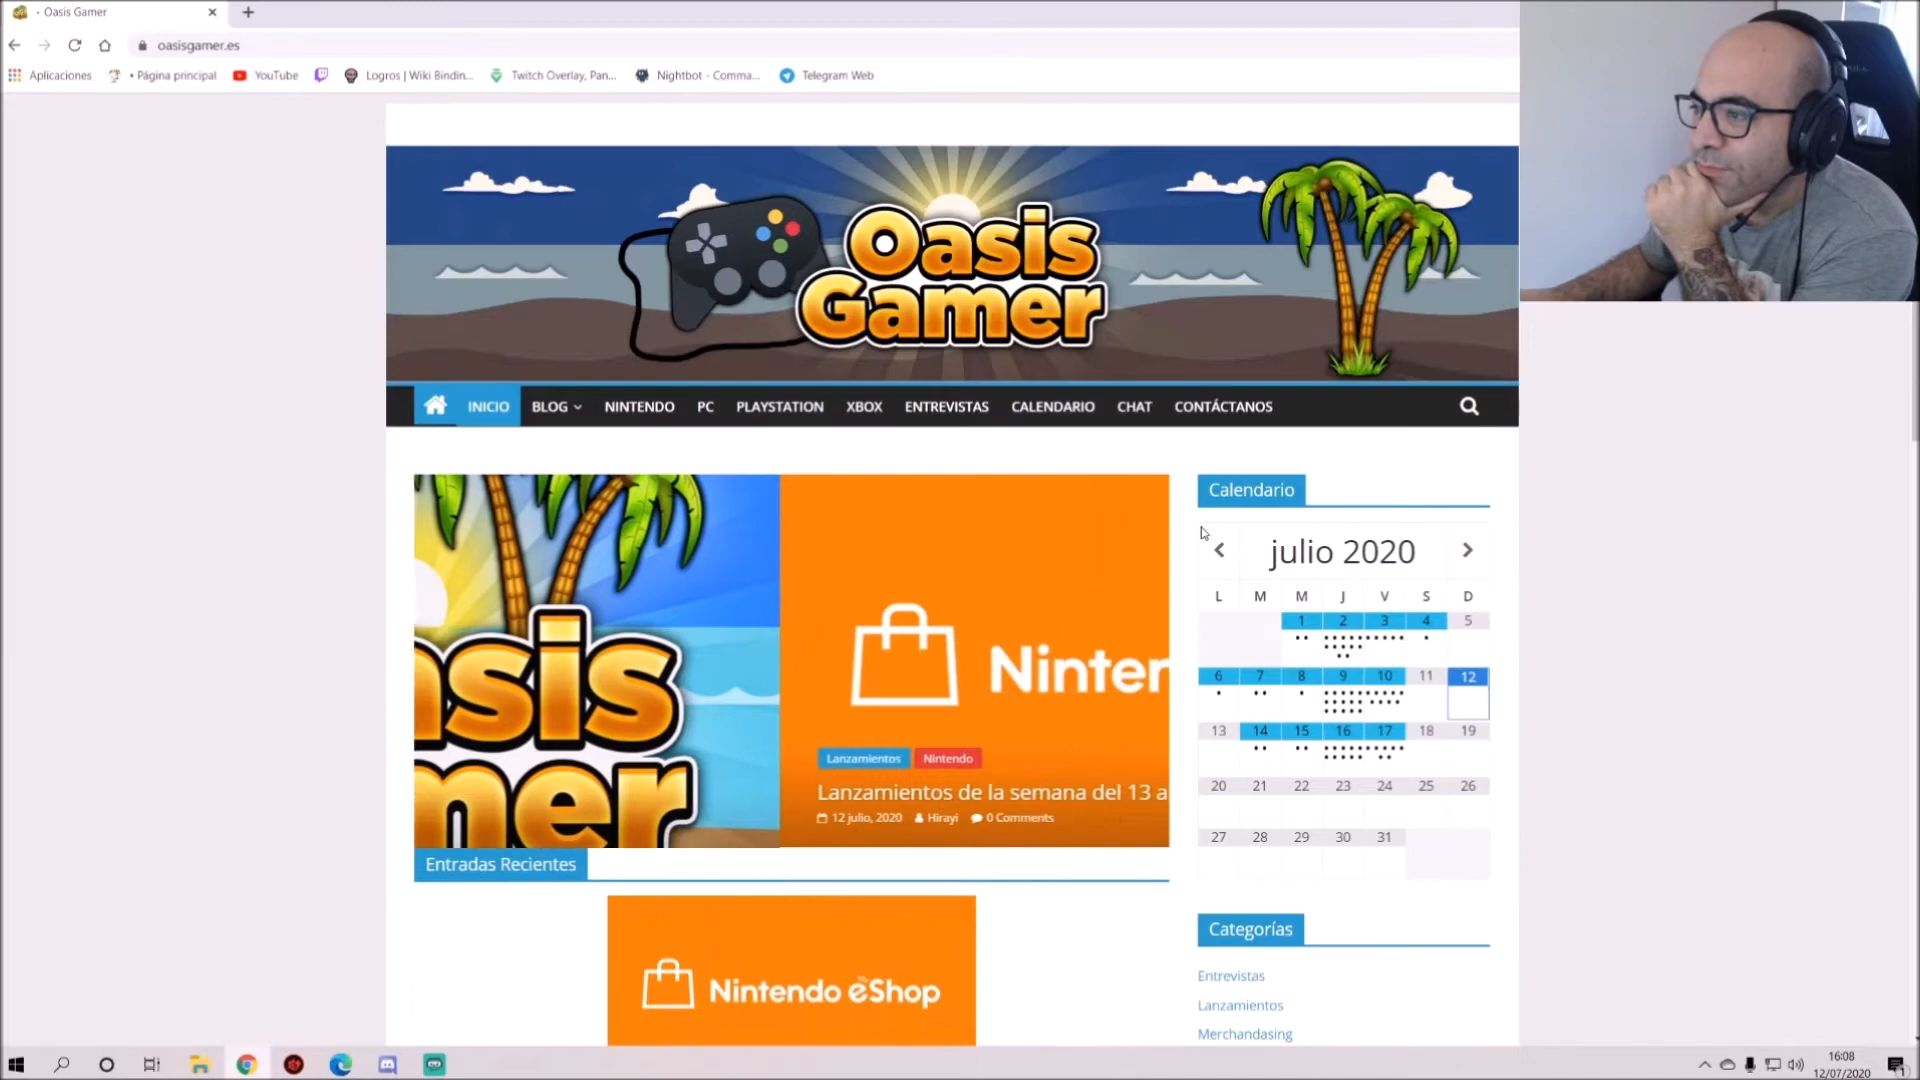 · Oasis Gamer
oasisgamer.es
Aplicaciones
• Página principal
YouTube
Logros | Wiki Bindin...
Twitch Overlay, Pan...
Nightbot - Comma...
Telegram Web
Oasis
Gamer
INICIO
BLOG
NINTENDO
PC
PLAYSTATION
XBOX
ENTREVISTAS
CALENDARIO
CHAT
CONTÁCTANOS
asis
mer
Ninten
Lanzamientos
Nintendo
Lanzamientos de la semana del 13 a
12 julio, 2020
Hirayi
0 Comments
Entradas Recientes
Nintendo eShop
Calendario
julio 2020
L M M J V S D
1 2 3 4 5
6 7 8 9 10 11 12
13 14 15 16 17 18 19
20 21 22 23 24 25 26
27 28 29 30 31
Categorías
Entrevistas
Lanzamientos
Merchandasing
16:08
12/07/2020
1